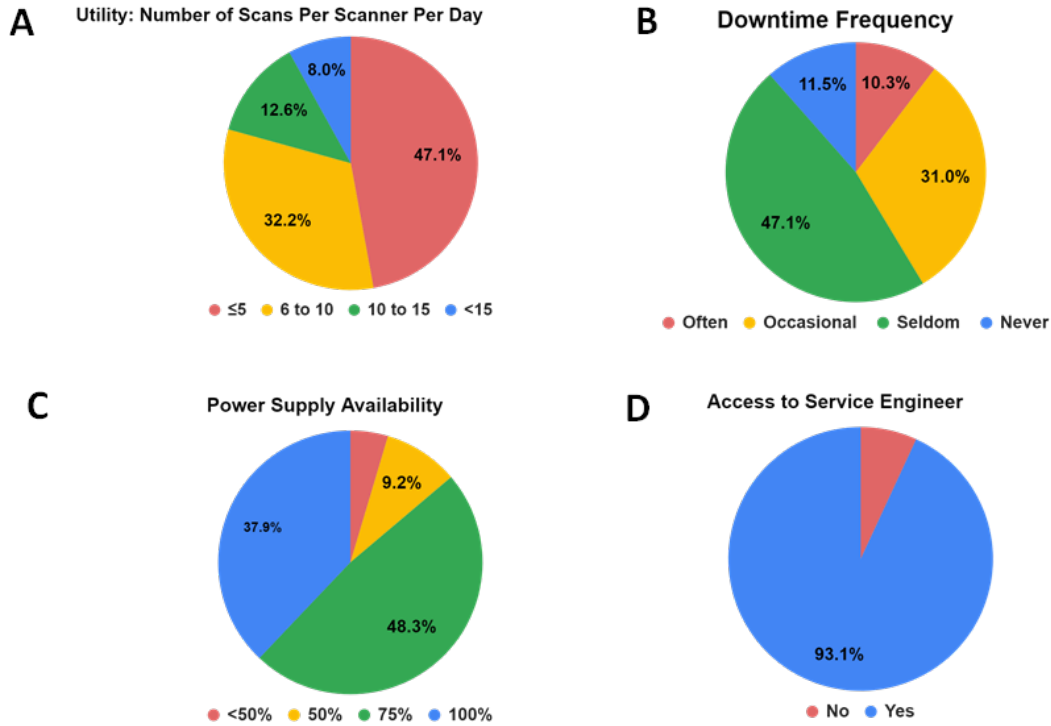 A
Utility: Number of Scans Per Scanner Per Day
8.0%
12.6%
47.1%
32.2%
≤5 6 to 10 10 to 15 <15
B
Downtime Frequency
11.5%
10.3%
31.0%
47.1%
Often Occasional Seldom Never
C
Power Supply Availability
9.2%
37.9%
48.3%
<50% 50% 75% 100%
D
Access to Service Engineer
93.1%
No Yes